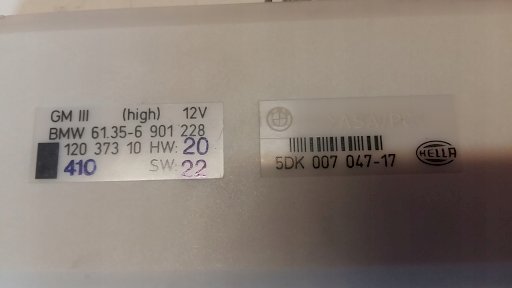 GM III (high) 12V
BMW 61.35-6 901 228
120 373 10 HW: 20
410 SW: 22
5DK 007 047-17
HELLA